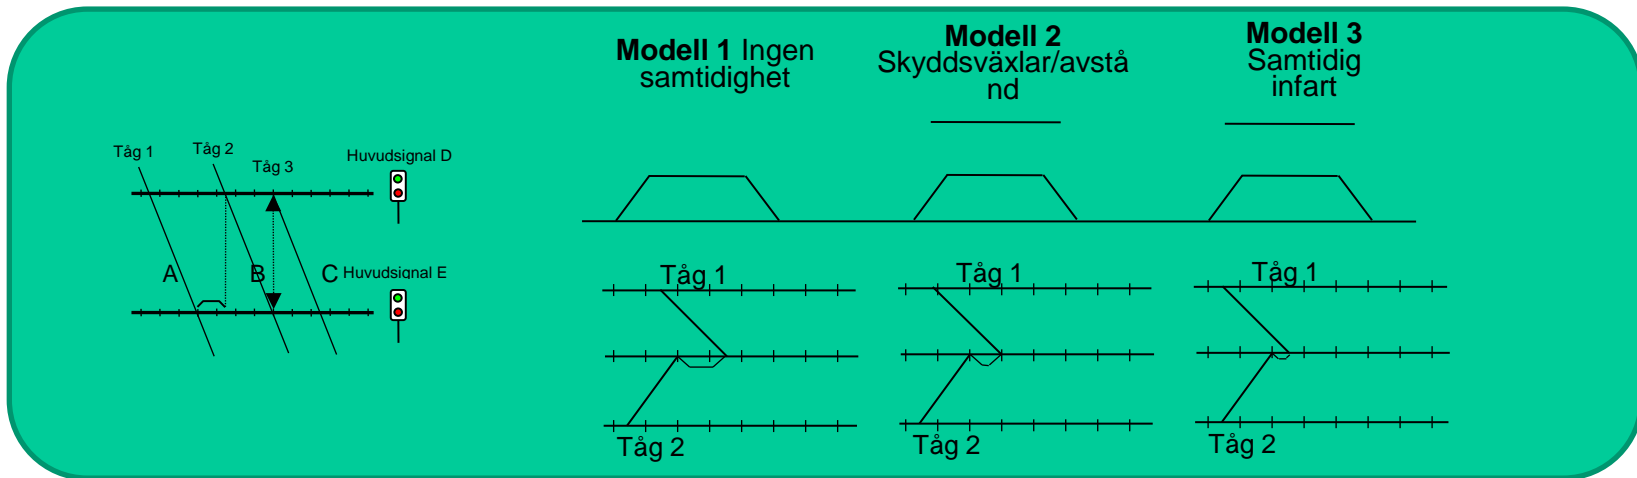 Modell 1 Ingen
samtidighet
Modell 2
Skyddsväxlar/avstå
nd
Modell 3
Samtidig
infart
Tåg 1
Tåg 2
Tåg 3
Huvudsignal D
A
B
C
Huvudsignal E
Tåg 1
Tåg 2
Tåg 1
Tåg 2
Tåg 1
Tåg 2